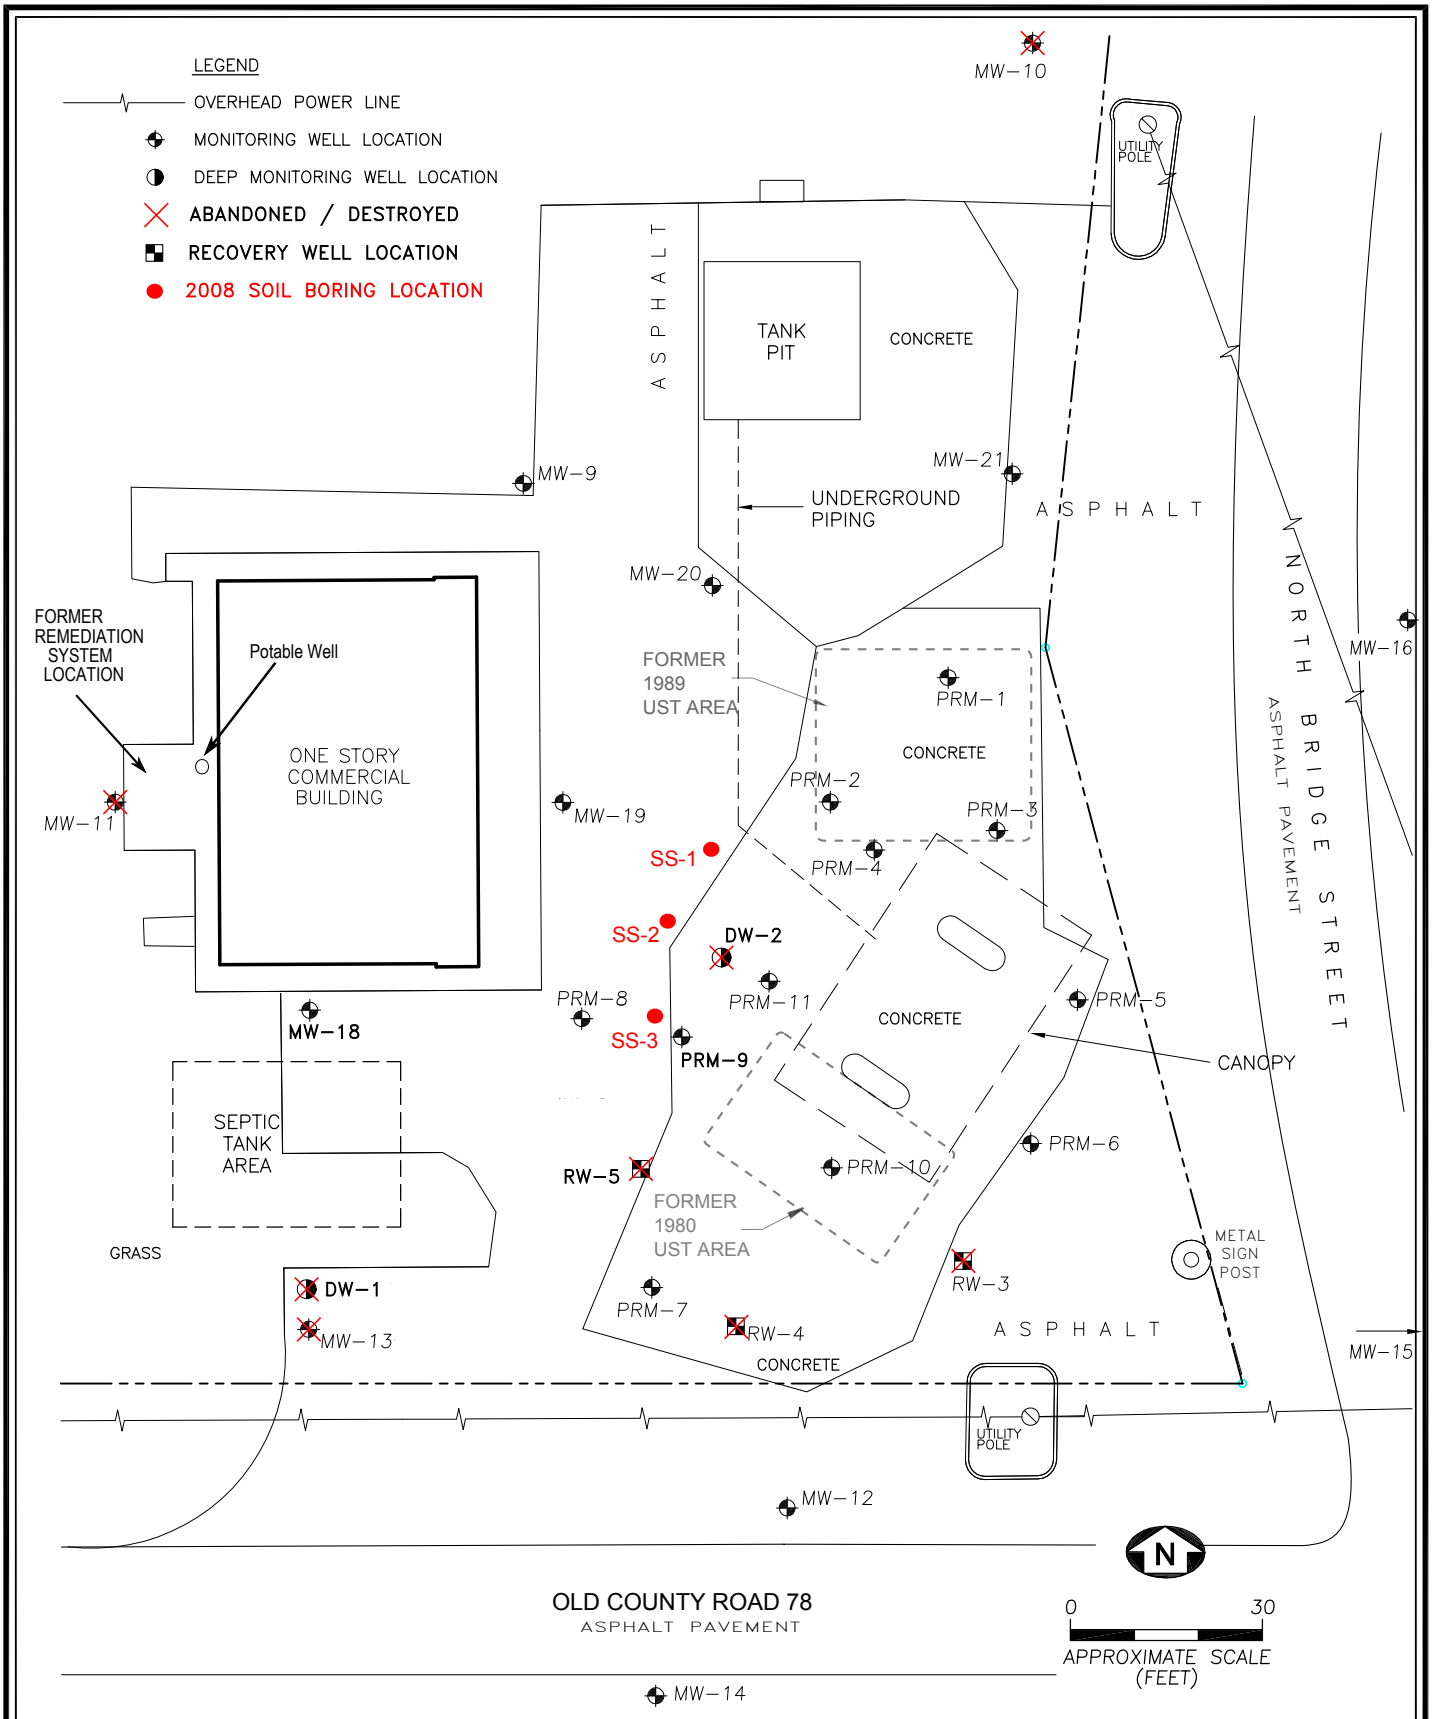 LEGEND
OVERHEAD POWER LINE
MONITORING WELL LOCATION
DEEP MONITORING WELL LOCATION
ABANDONED / DESTROYED
RECOVERY WELL LOCATION
2008 SOIL BORING LOCATION
MW-10
UTILITY
POLE
ASPHALT
TANK
PIT
CONCRETE
MW-9
MW-21
UNDERGROUND
PIPING
ASPHALT
MW-20
FORMER
REMEDIATION
SYSTEM
LOCATION
Potable Well
FORMER
1989
UST AREA
PRM-1
MW-16
NORTH BRIDGE STREET
ASPHALT PAVEMENT
ONE STORY
COMMERCIAL
BUILDING
CONCRETE
PRM-2
PRM-3
MW-11
MW-19
SS-1
PRM-4
SS-2
DW-2
PRM-11
PRM-8
PRM-5
CONCRETE
MW-18
SS-3
PRM-9
CANOPY
SEPTIC
TANK
AREA
PRM-6
RW-5
PRM-10
FORMER
1980
UST AREA
GRASS
METAL
SIGN
POST
DW-1
RW-3
PRM-7
MW-13
RW-4
ASPHALT
CONCRETE
MW-15
UTILITY
POLE
MW-12
N
OLD COUNTY ROAD 78
ASPHALT PAVEMENT
0 30
APPROXIMATE SCALE
(FEET)
MW-14